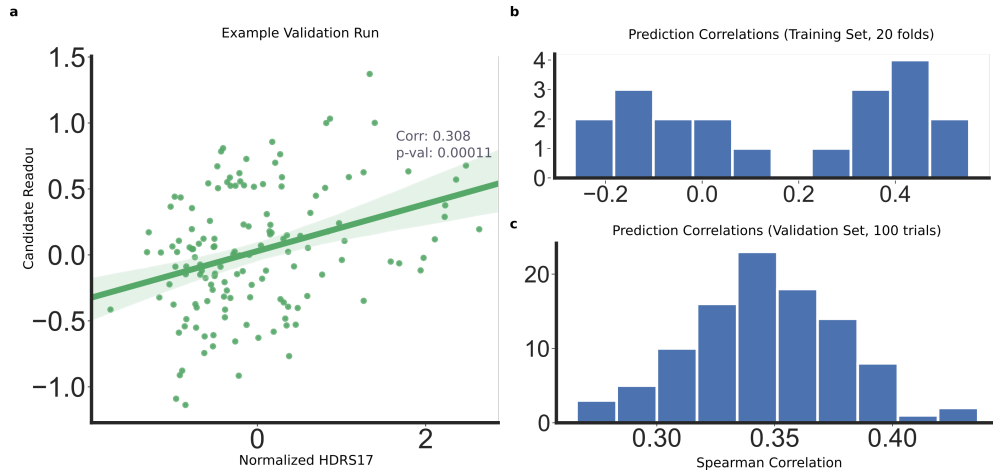 a
Example Validation Run
1.5
1.0
0.5
0.0
−0.5
−1.0
Candidate Readou
Corr: 0.308
p-val: 0.00011
0 2
Normalized HDRS17
b
Prediction Correlations (Training Set, 20 folds)
4
3
2
1
0
−0.2 0.0 0.2 0.4
c
Prediction Correlations (Validation Set, 100 trials)
20
10
0
0.30 0.35 0.40
Spearman Correlation